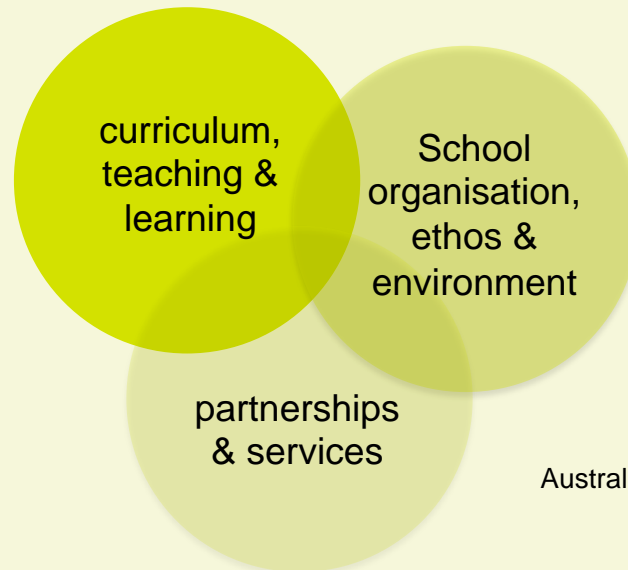 curriculum,
teaching &
learning
School
organisation,
ethos &
environment
partnerships
& services
Austral